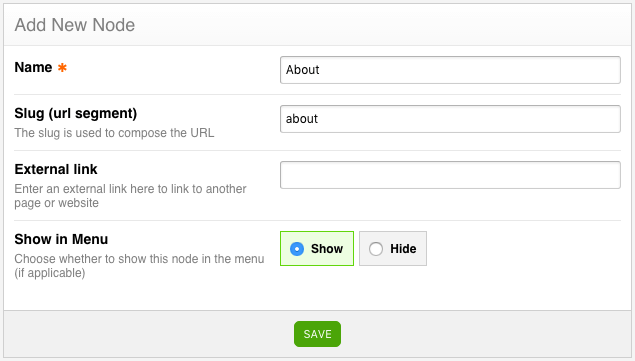 Add New Node
Name *
About
Slug (url segment)
The slug is used to compose the URL
about
External link
Enter an external link here to link to another
page or website
Show in Menu
Choose whether to show this node in the menu
(if applicable)
Show
Hide
SAVE